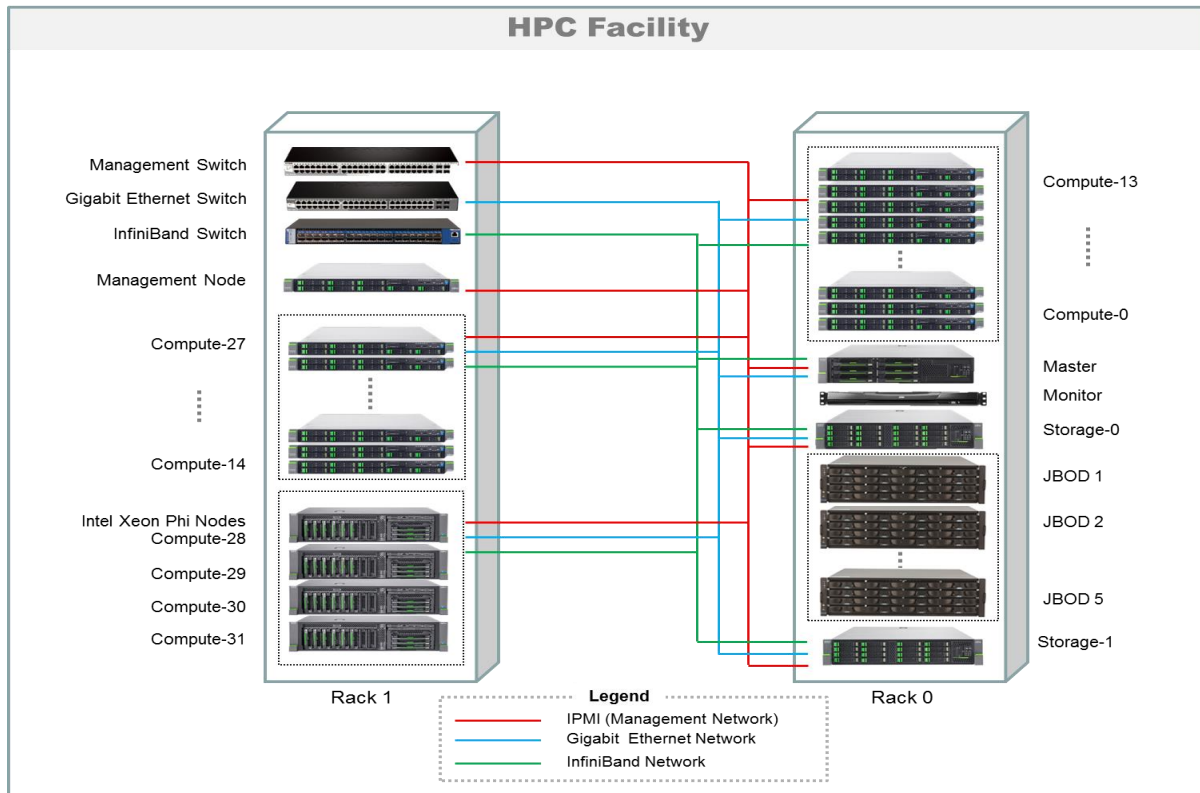 HPC Facility
Management Switch
Gigabit Ethernet Switch
InfiniBand Switch
Management Node
Compute-27
Compute-14
Intel Xeon Phi Nodes
Compute-28
Compute-29
Compute-30
Compute-31
Rack 1
Compute-13
Compute-0
Master
Monitor
Storage-0
JBOD 1
JBOD 2
JBOD 5
Storage-1
Rack 0
Legend
IPMI (Management Network)
Gigabit Ethernet Network
InfiniBand Network